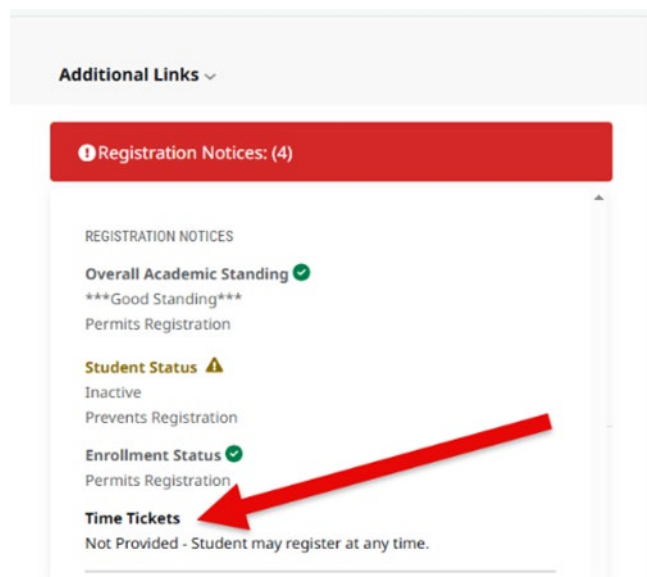 Additional Links
Registration Notices: (4)
REGISTRATION NOTICES
Overall Academic Standing
***Good Standing***
Permits Registration
Student Status
Inactive
Prevents Registration
Enrollment Status
Permits Registration
Time Tickets
Not Provided - Student may register at any time.